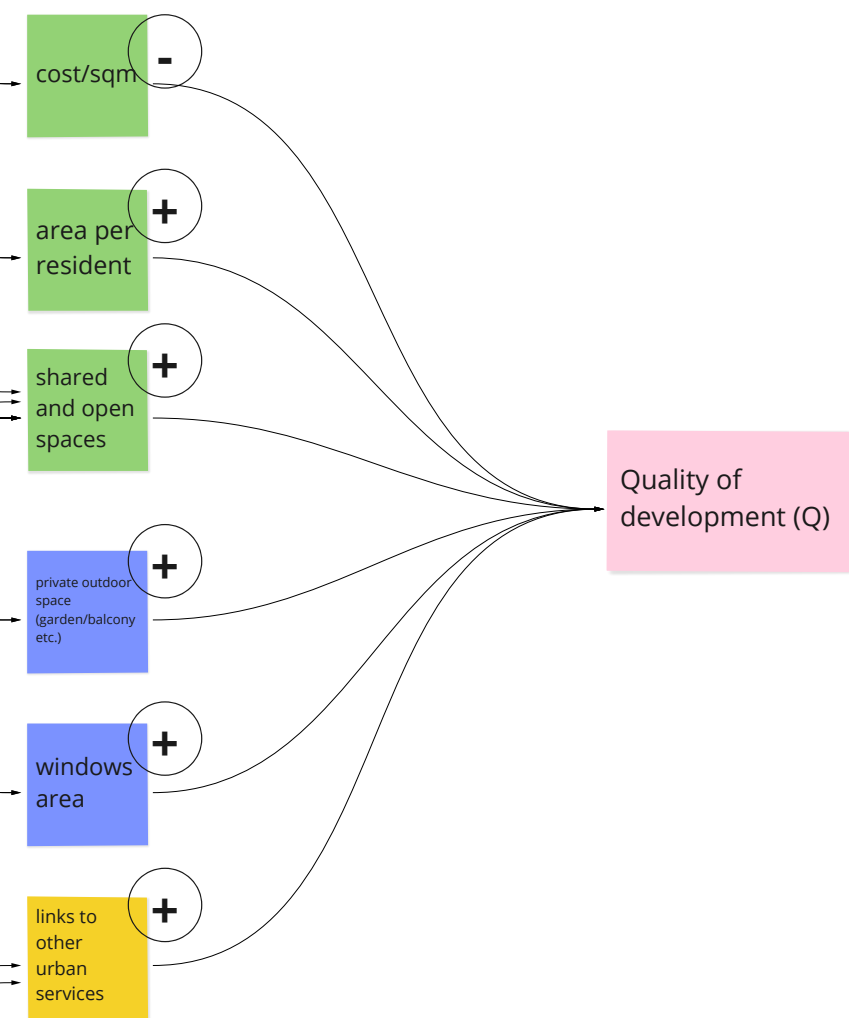 cost/sqm
-
area per
resident
+
shared
and open
spaces
+
private outdoor
space
(garden/balcony
etc.)
+
windows
area
+
links to
other
urban
services
+
Quality of
development (Q)